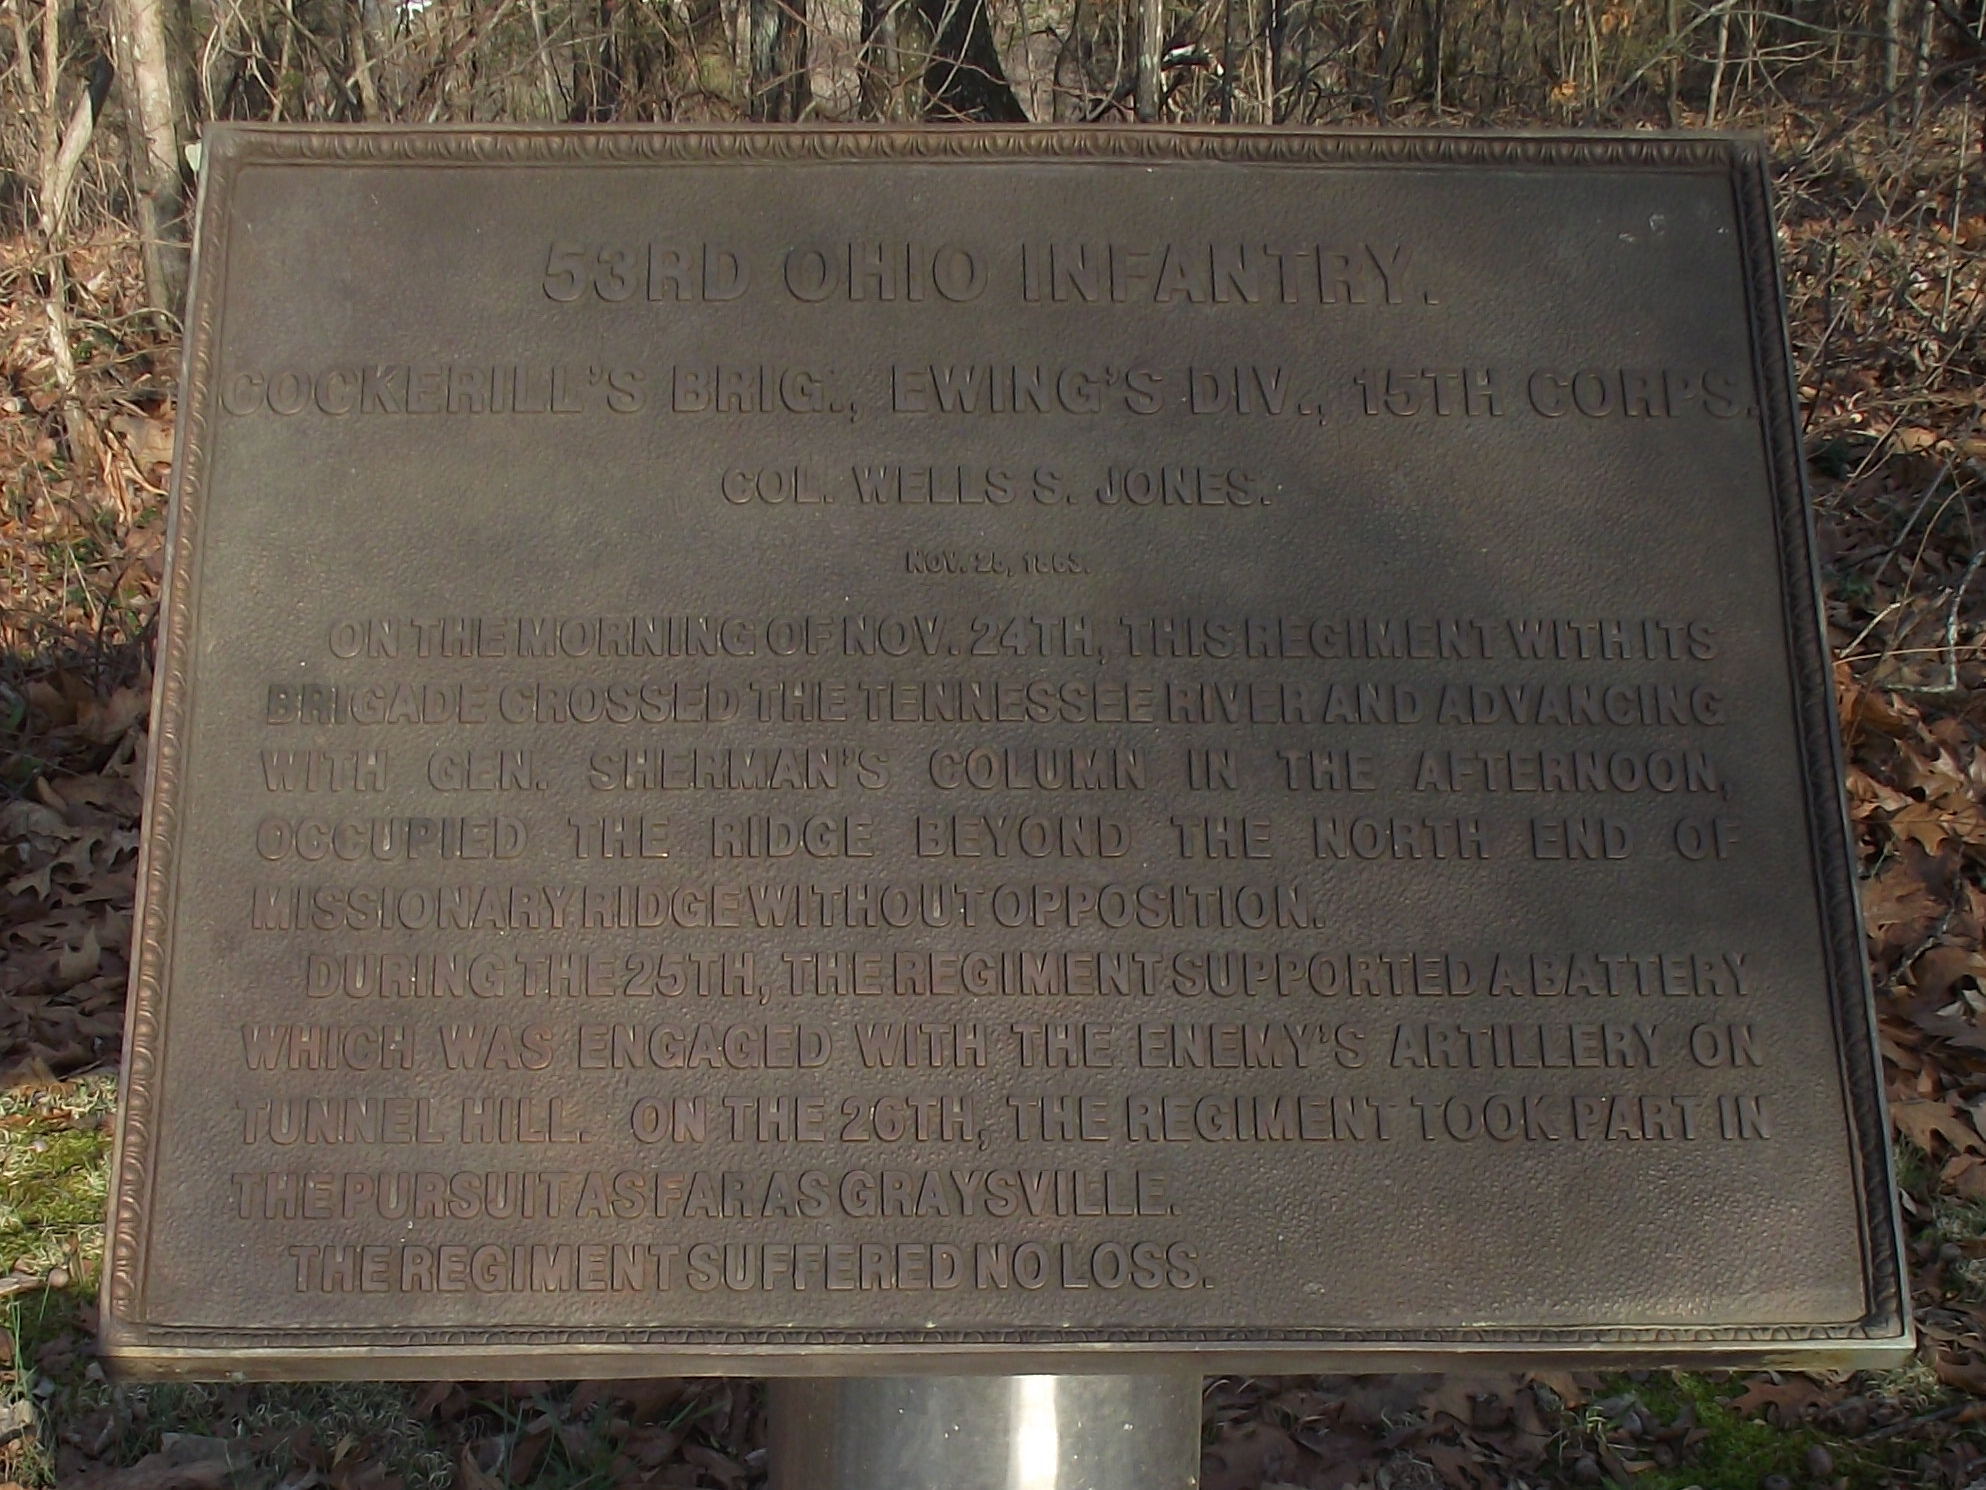 53RD OHIO INFANTRY.
COCKERILL'S BRIG., EWING'S DIV., 15TH CORPS.
COL. WELLS S. JONES.
NOV. 25, 1863.
ON THE MORNING OF NOV. 24TH, THIS REGIMENT WITH ITS
BRIGADE CROSSED THE TENNESSEE RIVER AND ADVANCING
WITH GEN. SHERMAN'S COLUMN IN THE AFTERNOON,
OCCUPIED THE RIDGE BEYOND THE NORTH END OF
MISSIONARY RIDGE WITHOUT OPPOSITION.
DURING THE 25TH, THE REGIMENT SUPPORTED A BATTERY
WHICH WAS ENGAGED WITH THE ENEMY'S ARTILLERY ON
TUNNEL HILL. ON THE 26TH, THE REGIMENT TOOK PART IN
THE PURSUIT AS FAR AS GRAYSVILLE.
THE REGIMENT SUFFERED NO LOSS.